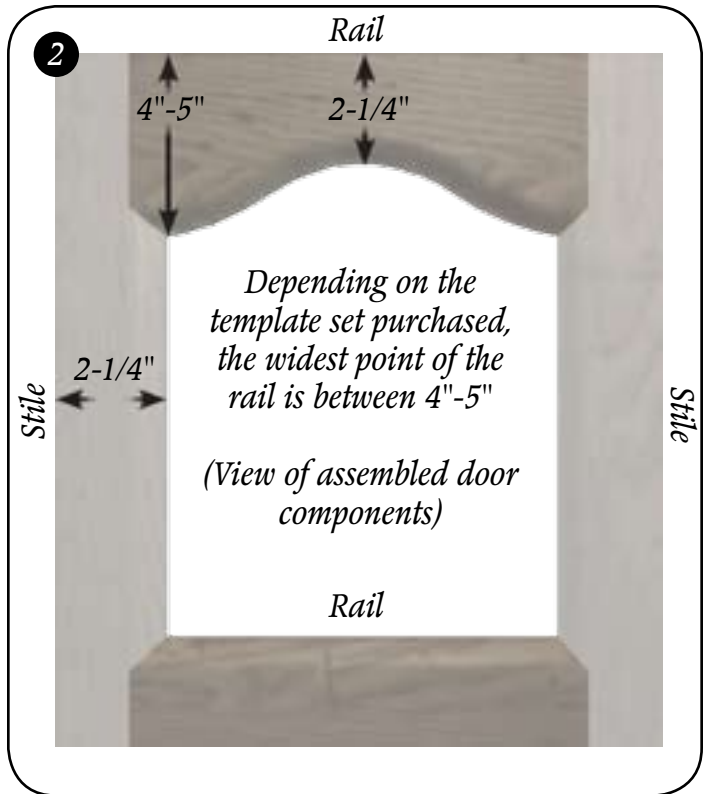 Rail
2
4"-5"
2-1/4"
Depending on the
template set purchased,
the widest point of the
rail is between 4"-5"
2-1/4"
Stile
Stile
(View of assembled door
components)
Rail